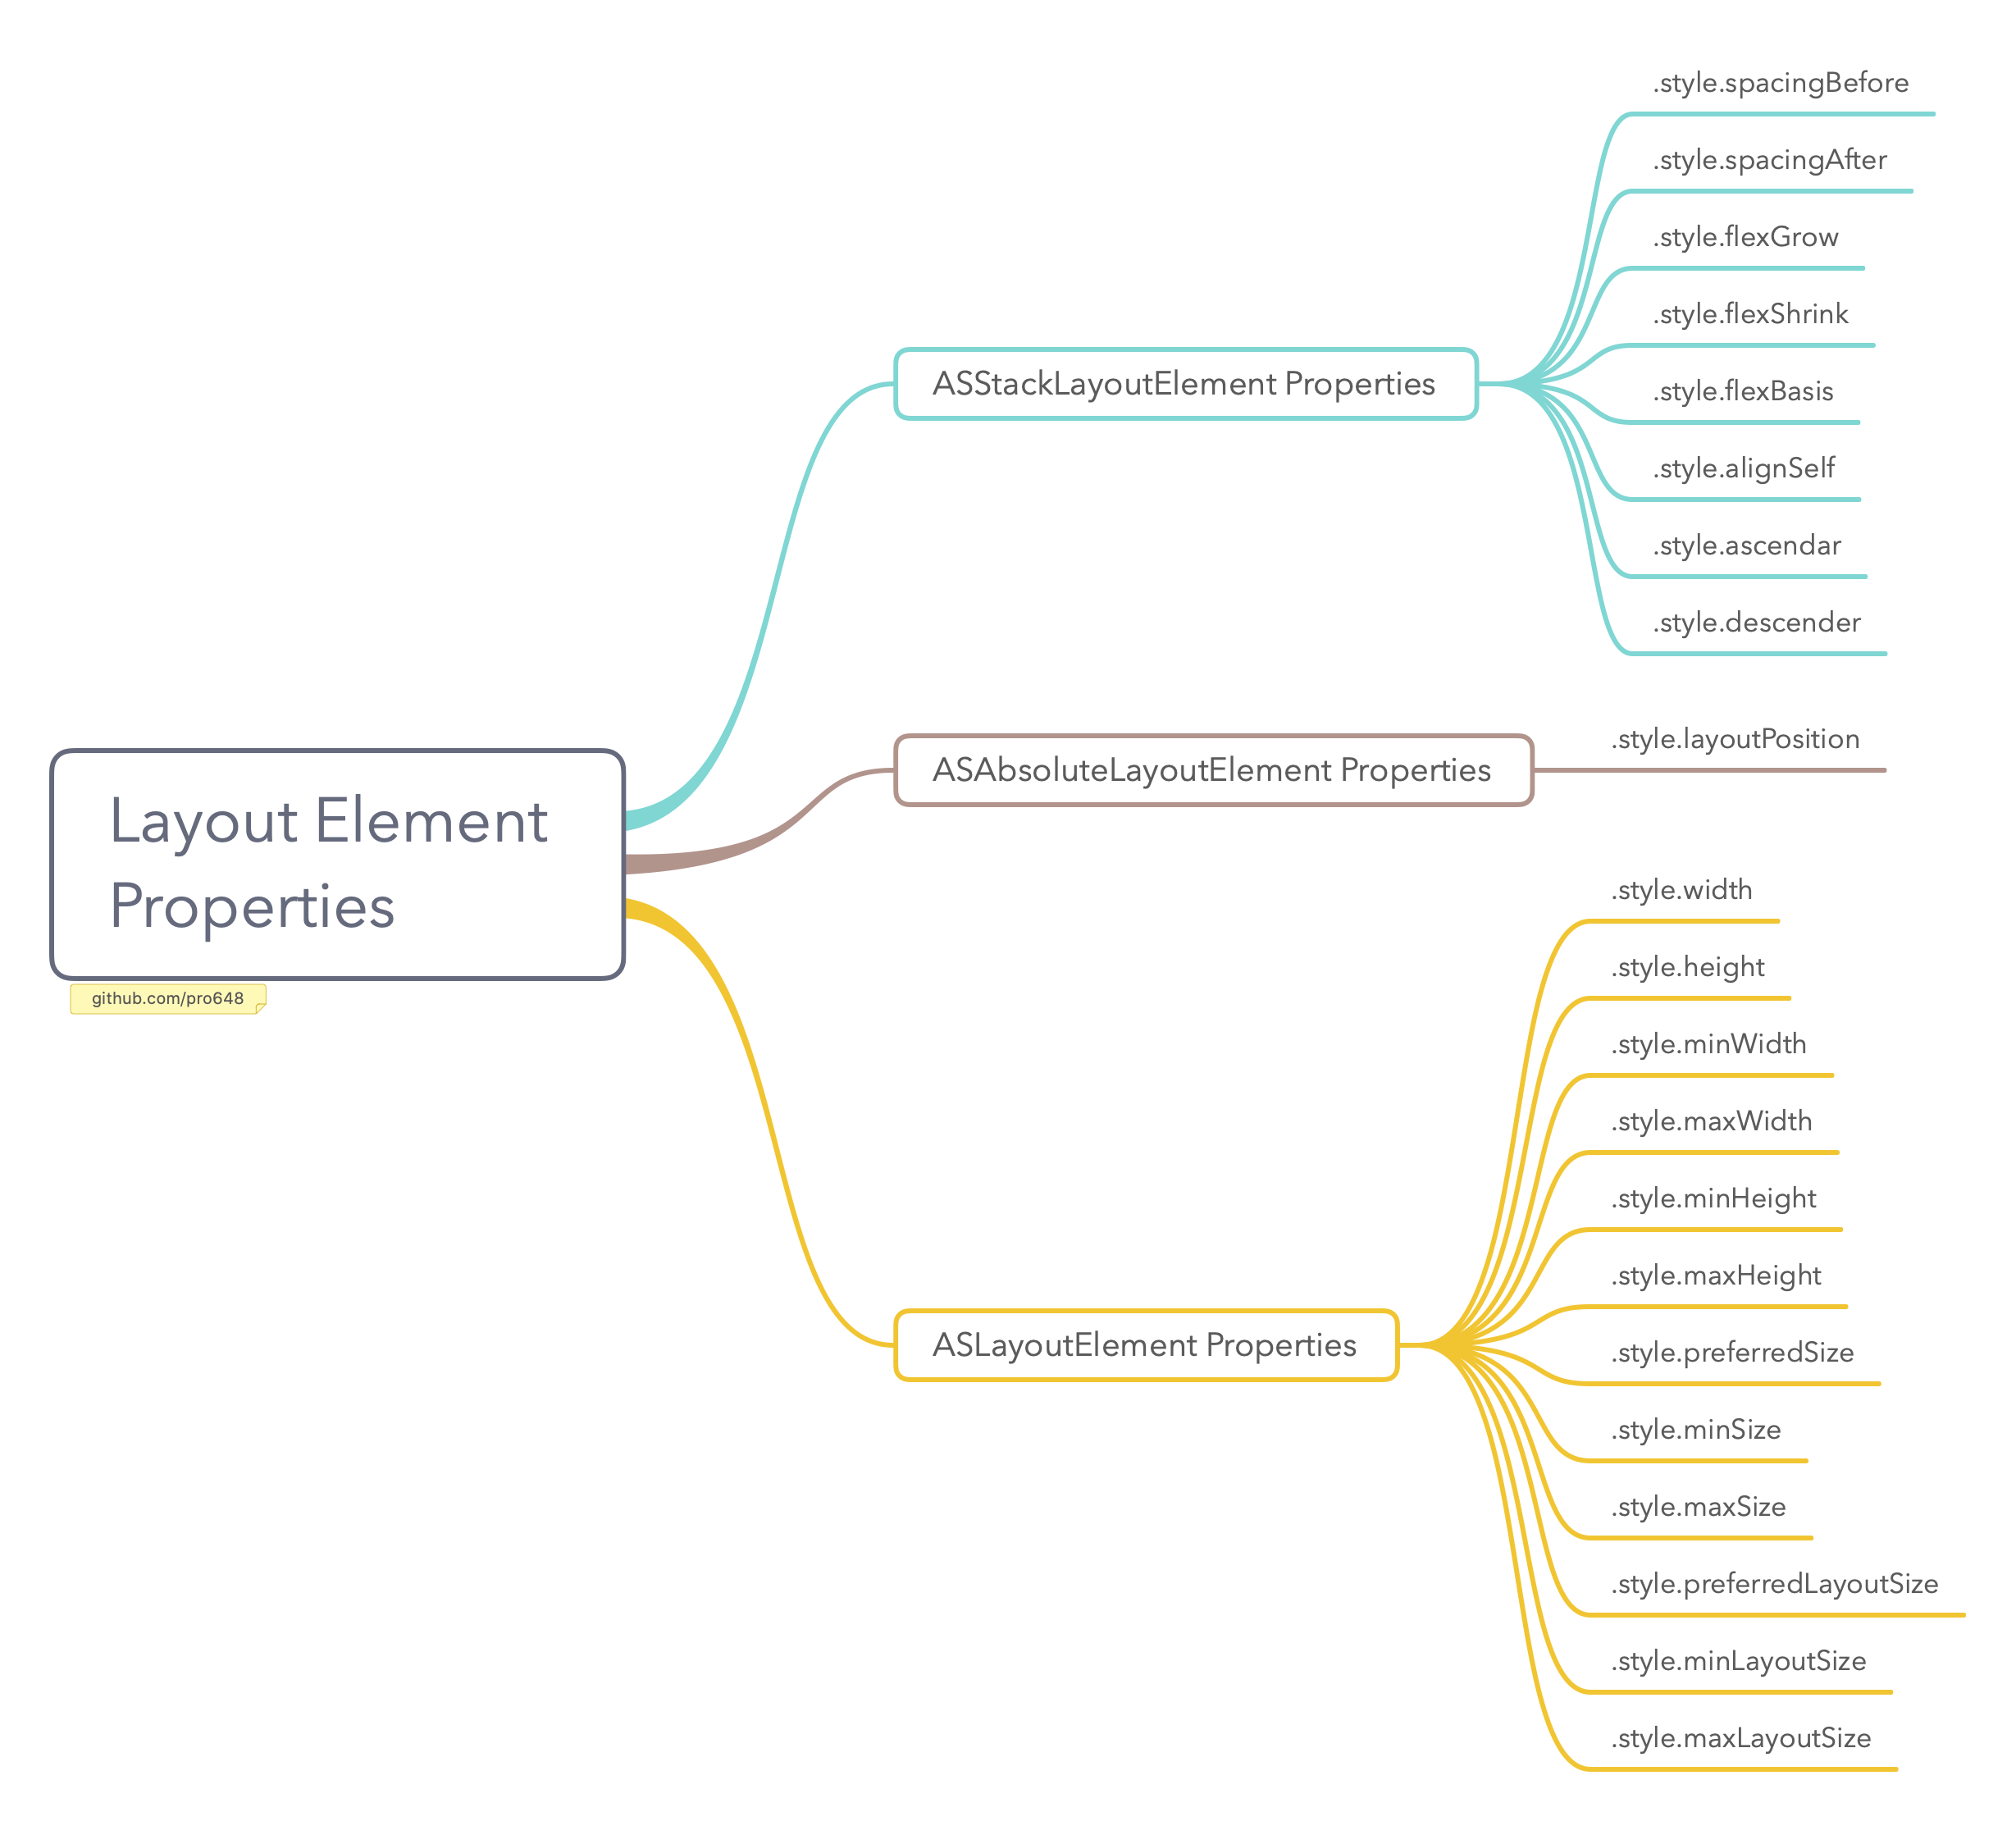 Layout Element
Properties
github.com/pro648
ASStackLayoutElement Properties
.style.spacingBefore
.style.spacingAfter
.style.flexGrow
.style.flexShrink
.style.flexBasis
.style.alignSelf
.style.ascendar
.style.descender
ASAbsoluteLayoutElement Properties
.style.layoutPosition
ASLayoutElement Properties
.style.width
.style.height
.style.minWidth
.style.maxWidth
.style.minHeight
.style.maxHeight
.style.preferredSize
.style.minSize
.style.maxSize
.style.preferredLayoutSize
.style.minLayoutSize
.style.maxLayoutSize